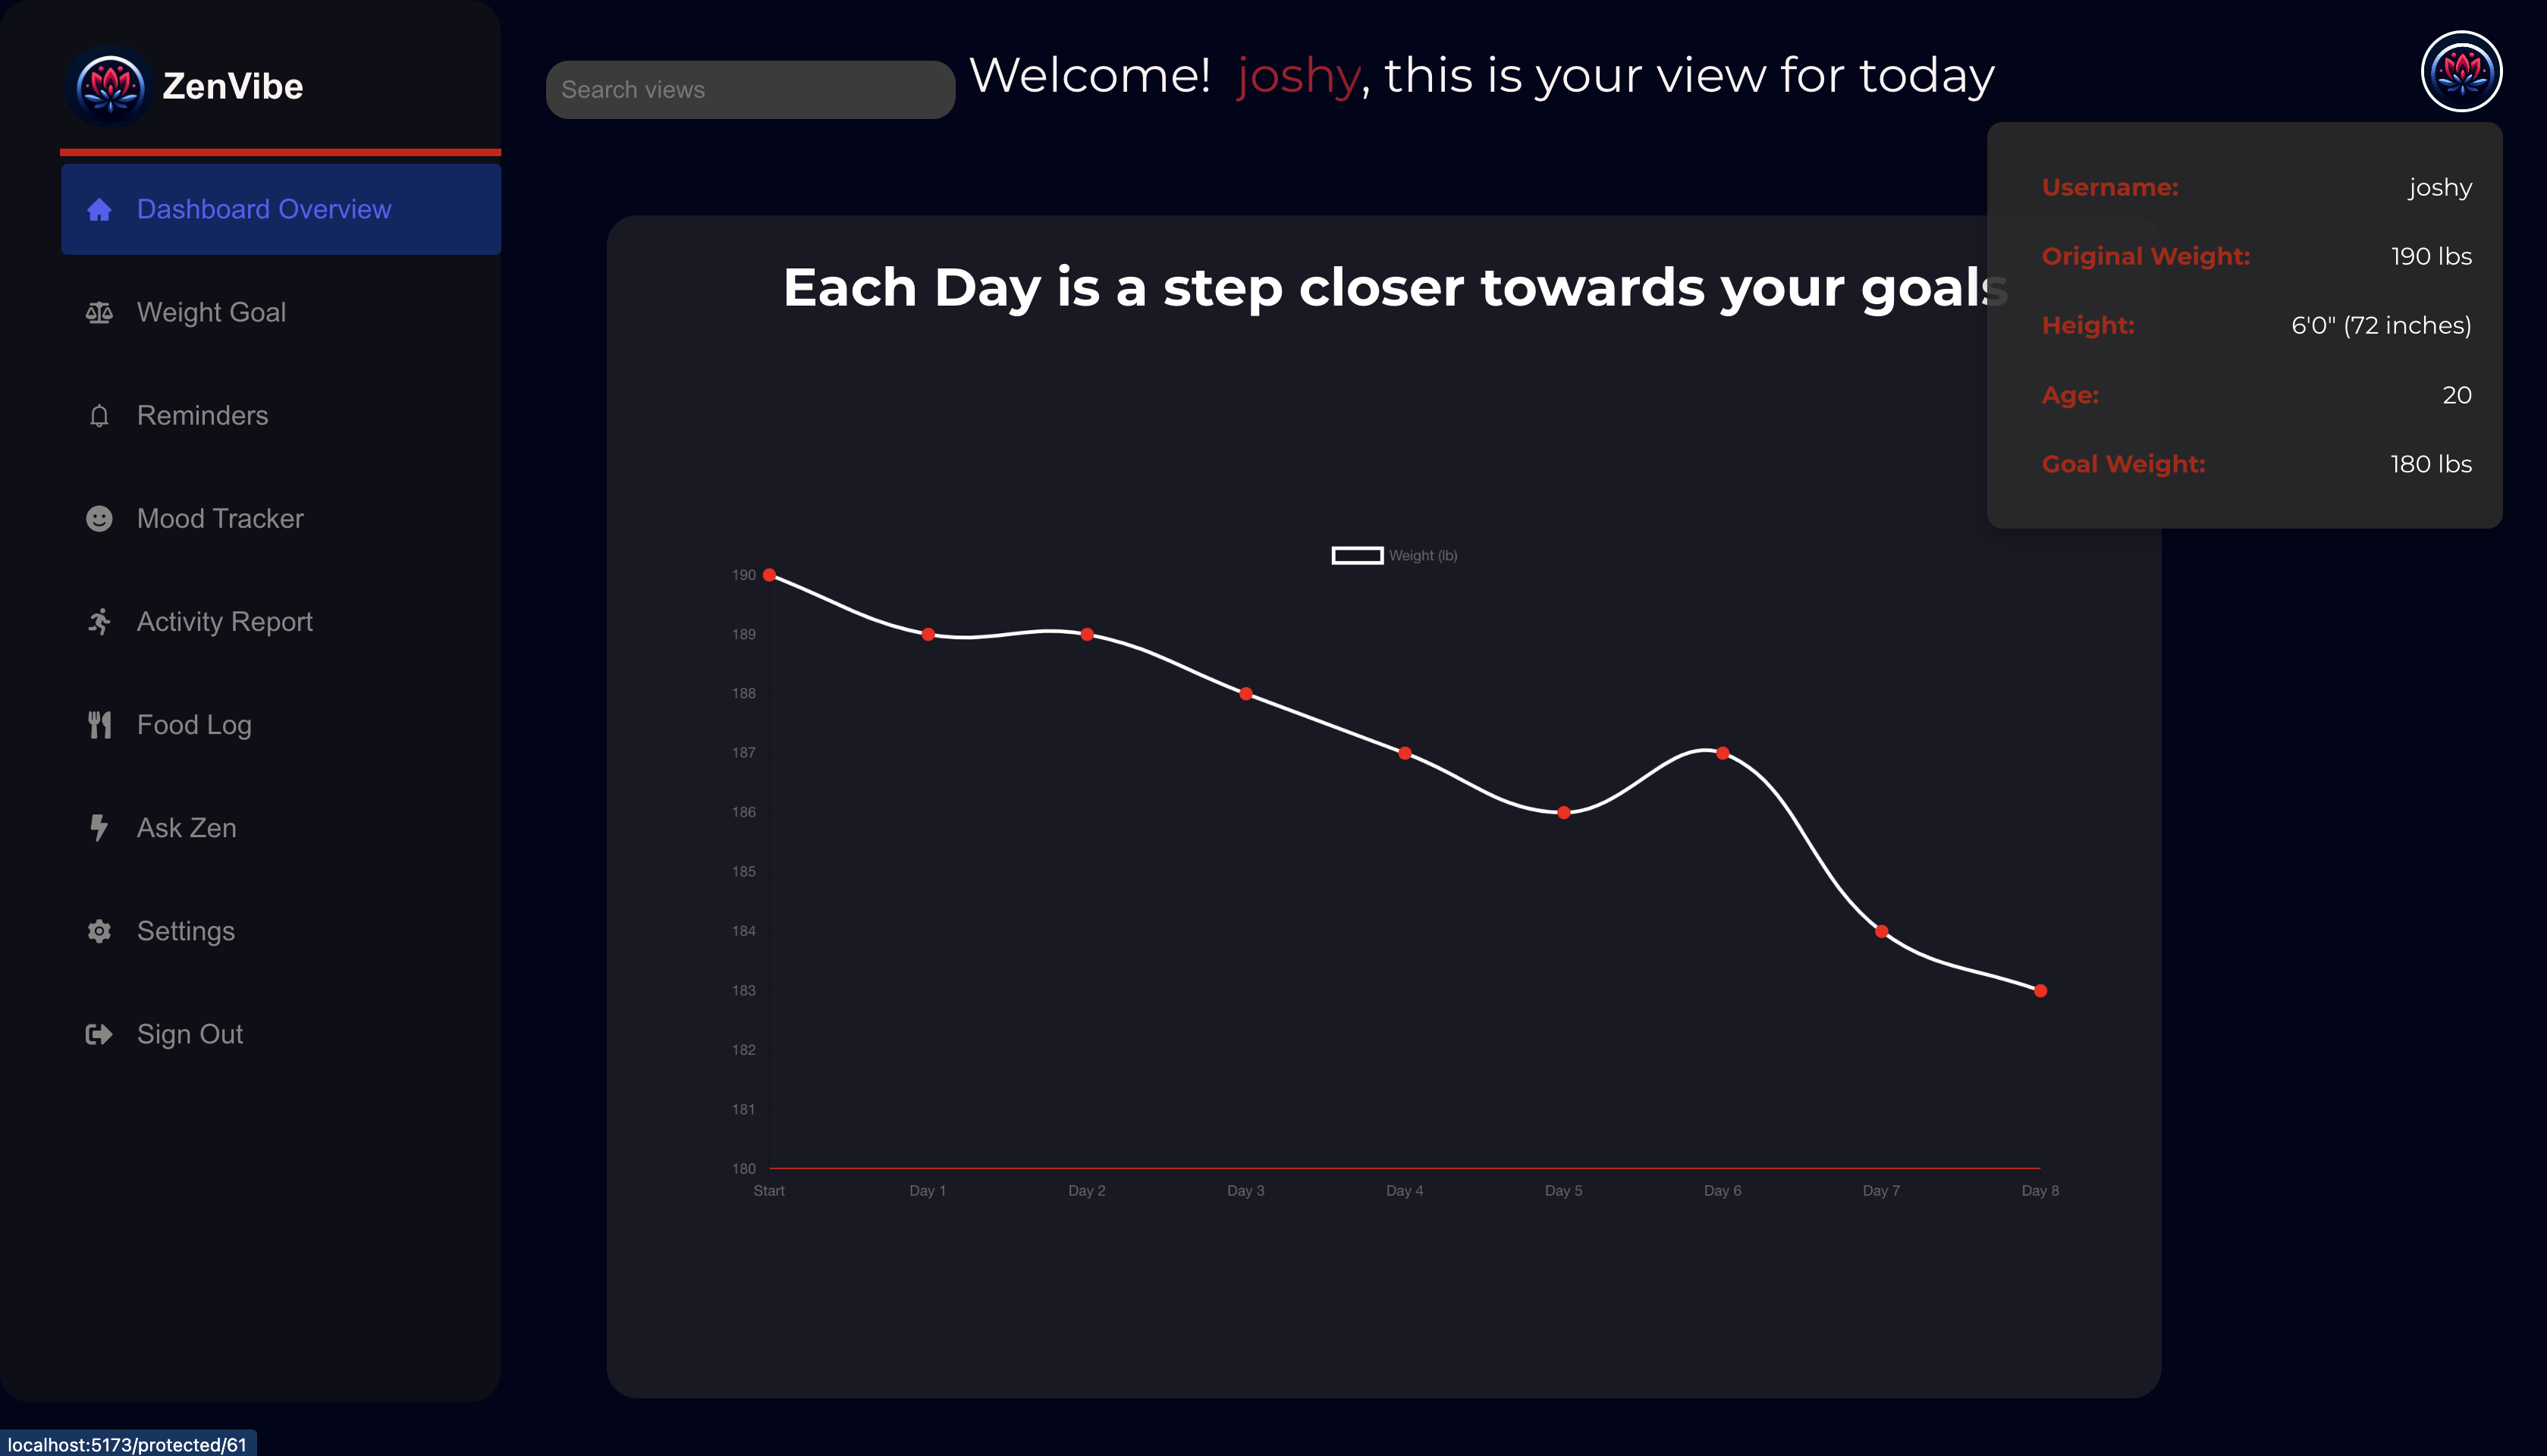 ZenVibe
Dashboard Overview
Weight Goal
Reminders
Mood Tracker
Activity Report
Food Log
Ask Zen
Settings
Sign Out
Search views
Welcome! joshy, this is your view for today
Username: joshy
Original Weight: 190 lbs
Height: 6'0" (72 inches)
Age: 20
Goal Weight: 180 lbs
Each Day is a step closer towards your goals
Weight (lb)
190
189
188
187
186
185
184
183
182
181
180
Start Day 1 Day 2 Day 3 Day 4 Day 5 Day 6 Day 7 Day 8
localhost:5173/protected/61